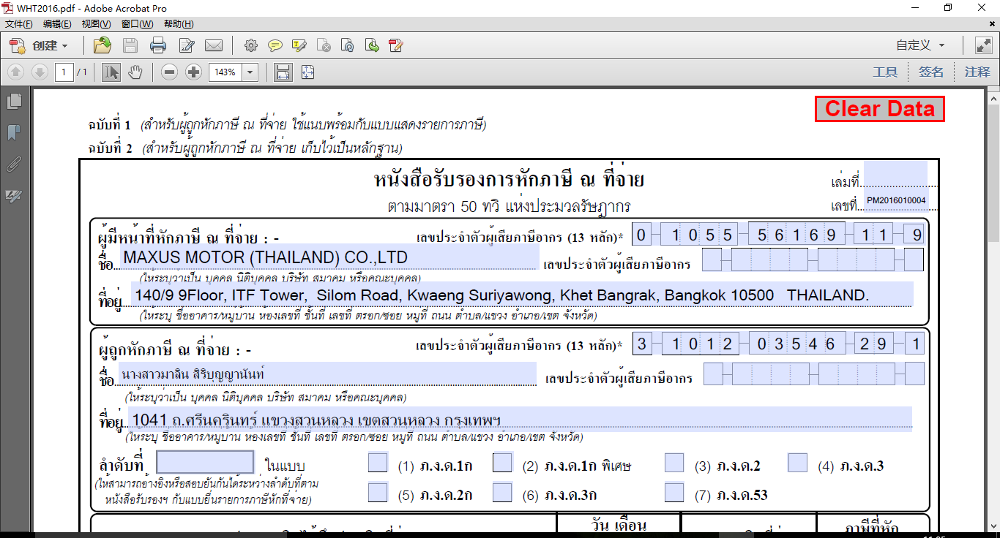 WHT2016.pdf - Adobe Acrobat Pro
文件(F) 编辑(E) 视图(V) 窗口(W) 帮助(H)
创建 自定义
1 / 1 143% 工具 签名 注释
Clear Data
ฉบับที่ 1 (สำหรับผู้ถูกหักภาษี ณ ที่จ่าย ใช้แนบพร้อมกับแบบแสดงรายการภาษี)
ฉบับที่ 2 (สำหรับผู้ถูกหักภาษี ณ ที่จ่าย เก็บไว้เป็นหลักฐาน)
หนังสือรับรองการหักภาษี ณ ที่จ่าย
เล่มที่
ตามมาตรา 50 ทวิ แห่งประมวลรัษฎากร
เลขที่ PM2016010004
ผู้มีหน้าที่หักภาษี ณ ที่จ่าย : - เลขประจำตัวผู้เสียภาษีอากร (13 หลัก)* 0 1055 56169 11 9
ชื่อ MAXUS MOTOR (THAILAND) CO.,LTD เลขประจำตัวผู้เสียภาษีอากร
(ให้ระบุว่าเป็น บุคคล นิติบุคคล บริษัท สมาคม หรือคณะบุคคล)
ที่อยู่ 140/9 9Floor, ITF Tower, Silom Road, Kwaeng Suriyawong, Khet Bangrak, Bangkok 10500 THAILAND.
(ให้ระบุ ชื่ออาคาร/หมู่บ้าน ห้องเลขที่ ชั้นที่ เลขที่ ตรอก/ซอย หมู่ที่ ถนน ตำบล/แขวง อำเภอ/เขต จังหวัด)
ผู้ถูกหักภาษี ณ ที่จ่าย : - เลขประจำตัวผู้เสียภาษีอากร (13 หลัก)* 3 1012 03546 29 1
ชื่อ นางสาวมาลิน สิริบุญญานันท์ เลขประจำตัวผู้เสียภาษีอากร
(ให้ระบุว่าเป็น บุคคล นิติบุคคล บริษัท สมาคม หรือคณะบุคคล)
ที่อยู่ 1041 ถ.ศรีนครินทร์ แขวงสวนหลวง เขตสวนหลวง กรุงเทพฯ
(ให้ระบุ ชื่ออาคาร/หมู่บ้าน ห้องเลขที่ ชั้นที่ เลขที่ ตรอก/ซอย หมู่ที่ ถนน ตำบล/แขวง อำเภอ/เขต จังหวัด)
ลำดับที่ ในแบบ (1) ภ.ง.ด.1ก (2) ภ.ง.ด.1ก พิเศษ (3) ภ.ง.ด.2 (4) ภ.ง.ด.3
(ให้สามารถอ้างอิงหรือสอบยันกันได้ระหว่างลำดับที่ตาม
หนังสือรับรองฯ กับแบบยื่นรายการภาษีหักที่จ่าย) (5) ภ.ง.ด.2ก (6) ภ.ง.ด.3ก (7) ภ.ง.ด.53
วัน เดือน ภาษีที่หัก